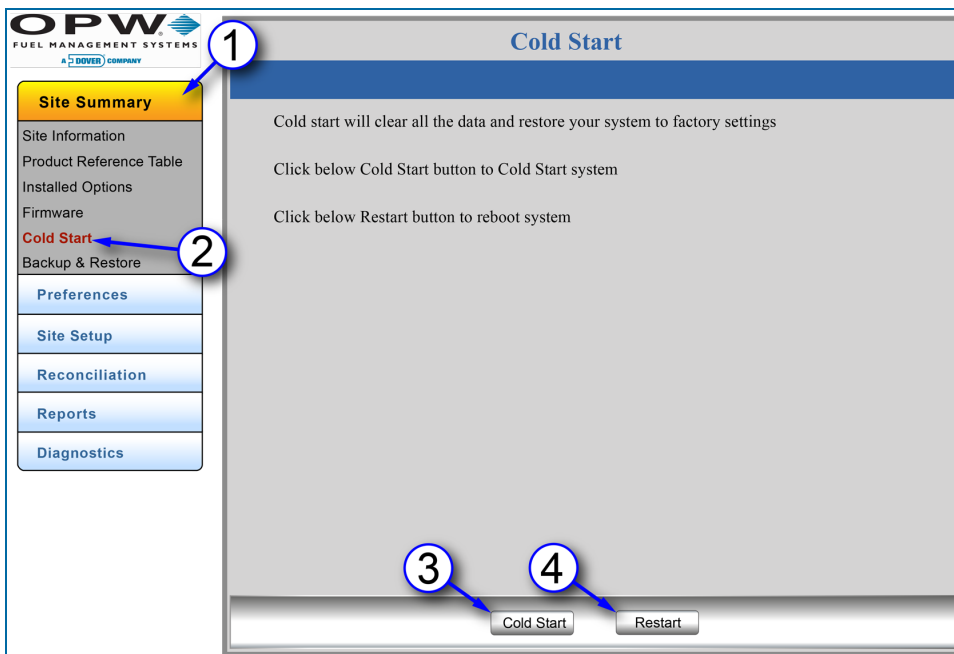 OPW
FUEL MANAGEMENT SYSTEMS
A DOVER COMPANY
1
Cold Start
Site Summary
Site Information
Product Reference Table
Installed Options
Firmware
Cold Start
2
Backup & Restore
Preferences
Site Setup
Reconciliation
Reports
Diagnostics
Cold start will clear all the data and restore your system to factory settings
Click below Cold Start button to Cold Start system
Click below Restart button to reboot system
3
4
Cold Start
Restart